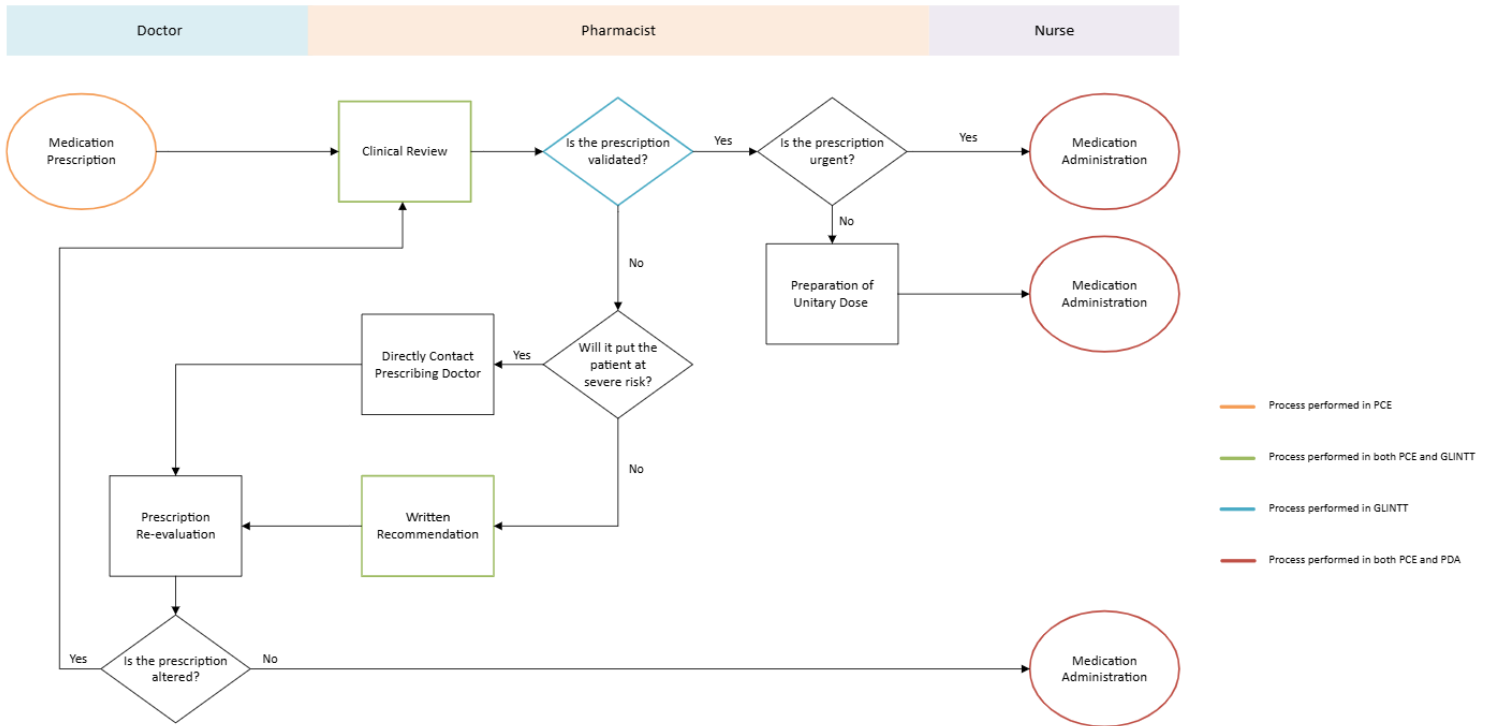 Doctor
Pharmacist
Nurse
Medication
Prescription
Clinical Review
Is the prescription
validated?
Yes
Is the prescription
urgent?
Yes
Medication
Administration
No
No
Preparation of
Unitary Dose
Medication
Administration
Directly Contact
Prescribing Doctor
Yes
Will it put the
patient at
severe risk?
No
Prescription
Re-evaluation
Written
Recommendation
Yes
Is the prescription
altered?
No
Medication
Administration
Process performed in PCE
Process performed in both PCE and GLINTT
Process performed in GLINTT
Process performed in both PCE and PDA